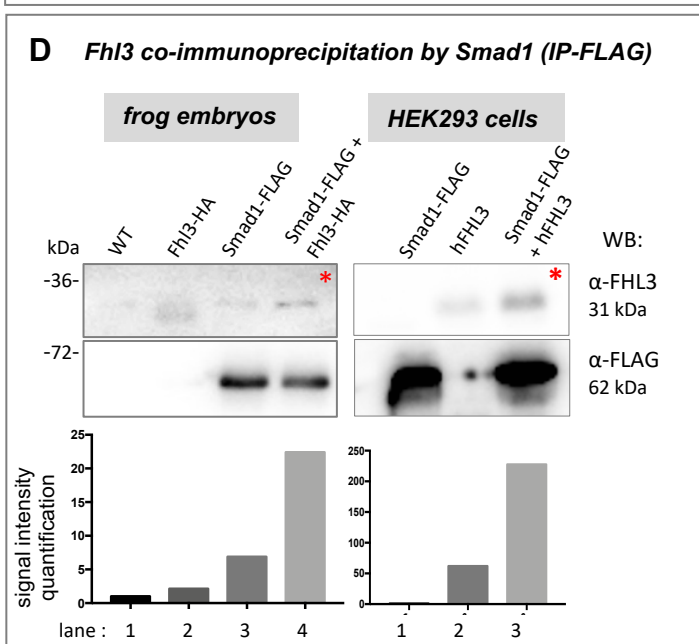 D Fhl3 co-immunoprecipitation by Smad1 (IP-FLAG)
frog embryos
HEK293 cells
WT
Fhl3-HA
Smad1-FLAG
Smad1-FLAG +
Fhl3-HA
Smad1-FLAG
hFHL3
Smad1-FLAG
+ hFHL3
WB:
kDa
-36-
*
*
α-FHL3
31 kDa
-72-
α-FLAG
62 kDa
signal intensity
quantification
25
20
15
10
5
0
250
200
150
100
50
0
lane : 1 2 3 4
1 2 3